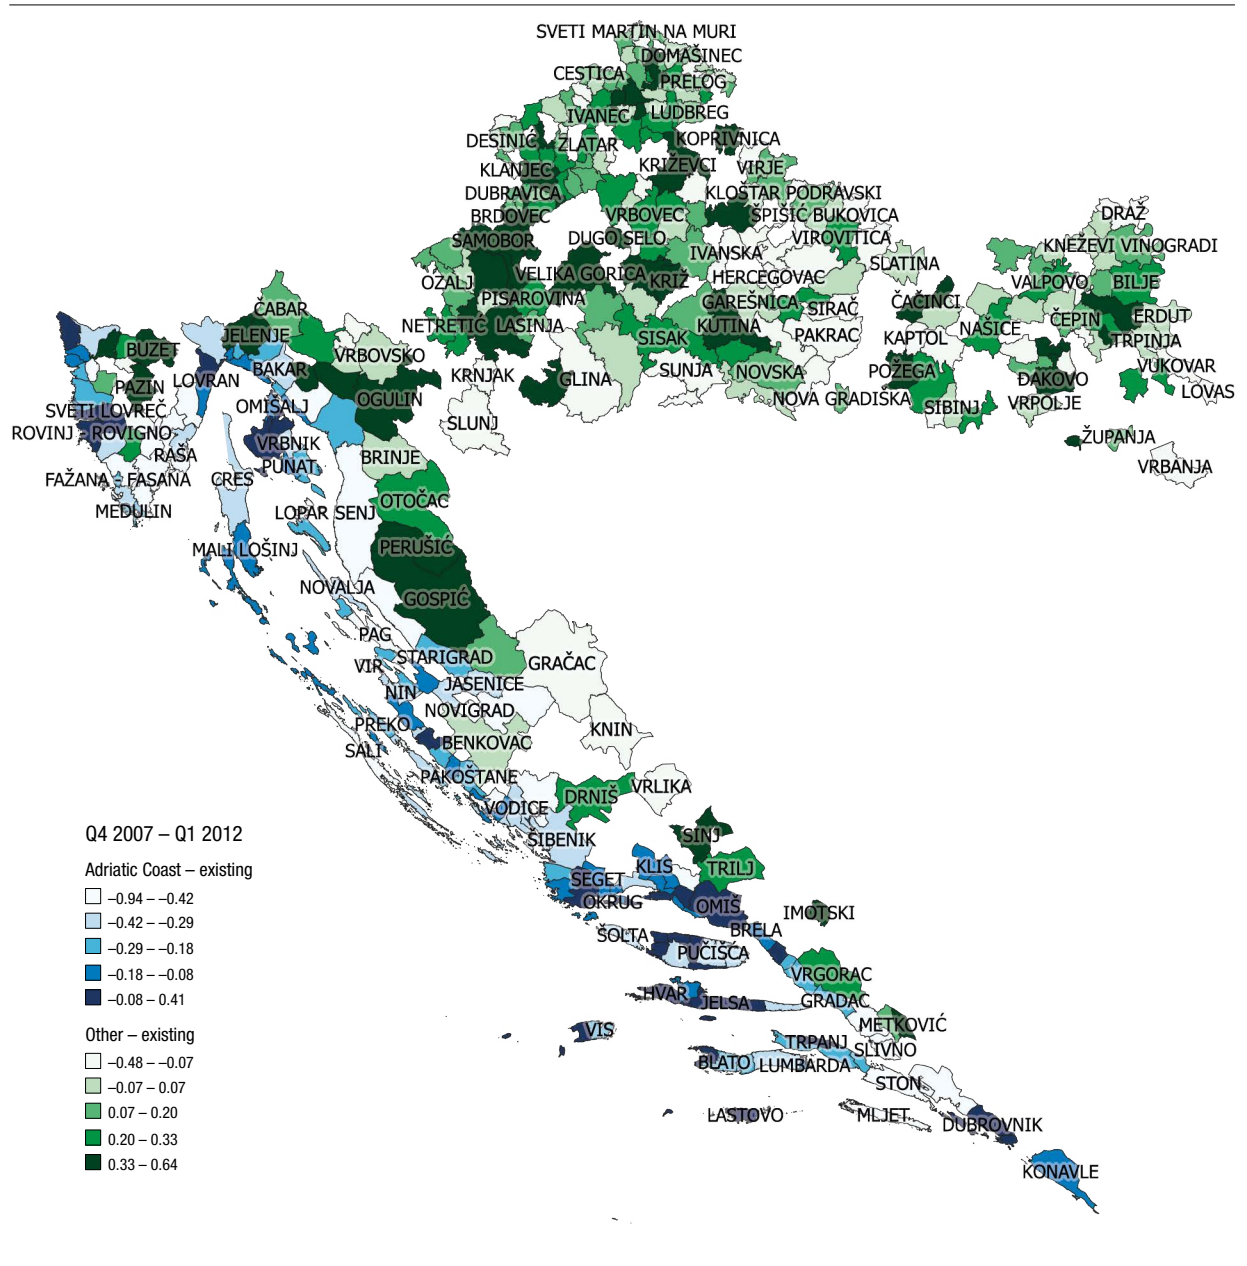 SVETI MARTIN NA MURI
DOMAŠINEC
CESTICA
PRELOG
IVANEC
LUDBREG
DESINIĆ
ZLATAR
KOPRIVNICA
KLANJEC
KRIŽEVCI
VIRJE
DUBRAVICA
KLOŠTAR PODRAVSKI
BRDOVEC
VRBOVEC
ŠPIŠIĆ BUKOVICA
DRAŽ
SAMOBOR
DUGO SELO
VIROVITICA
KNEŽEVI VINOGRADI
IVANSKA
SLATINA
OZALJ
VELIKA GORICA
KRIŽ
HERCEGOVAC
VALPOVO
BILJE
PISAROVINA
GAREŠNICA
SIRAČ
ČAČINCI
ČABAR
NETRETIĆ
LASINJA
KUTINA
NAŠICE
ČEPIN
ERDUT
JELENJE
SISAK
PAKRAC
KAPTOL
TRPINJA
BUZET
VRBOVSKO
BAKAR
KRNJAK
GLINA
SUNJA
NOVSKA
POŽEGA
ĐAKOVO
VUKOVAR
PAZIN
LOVRAN
OGULIN
NOVA GRADIŠKA
SIBINJ
VRPOLJE
LOVAS
SVETI LOVREČ
OMIŠALJ
SLUNJ
ROVINJ - ROVIGNO
VRBNIK
ŽUPANJA
RAŠA
PUNAT
BRINJE
VRBANJA
FAŽANA - FASANA
CRES
OTOČAC
MEDULIN
LOPAR
SENJ
MALI LOŠINJ
PERUŠIĆ
NOVALJA
GOSPIĆ
PAG
VIR
STARIGRAD
GRAČAC
NIN
JASENICE
NOVIGRAD
PREKO
KNIN
SALI
BENKOVAC
PAKOŠTANE
VRLIKA
VODICE
DRNIŠ
Q4 2007 – Q1 2012
ŠIBENIK
SINJ
Adriatic Coast – existing
KLIS
TRILJ
–0.94 – –0.42
SEGET
–0.42 – –0.29
OKRUG
OMIŠ
IMOTSKI
–0.29 – –0.18
ŠOLTA
BRELA
–0.18 – –0.08
PUČIŠĆA
–0.08 – 0.41
VRGORAC
HVAR
JELSA
GRADAC
Other – existing
VIS
METKOVIĆ
–0.48 – –0.07
TRPANJ
SLIVNO
–0.07 – 0.07
BLATO
LUMBARDA
0.07 – 0.20
STON
0.20 – 0.33
LASTOVO
MLJET
DUBROVNIK
0.33 – 0.64
KONAVLE